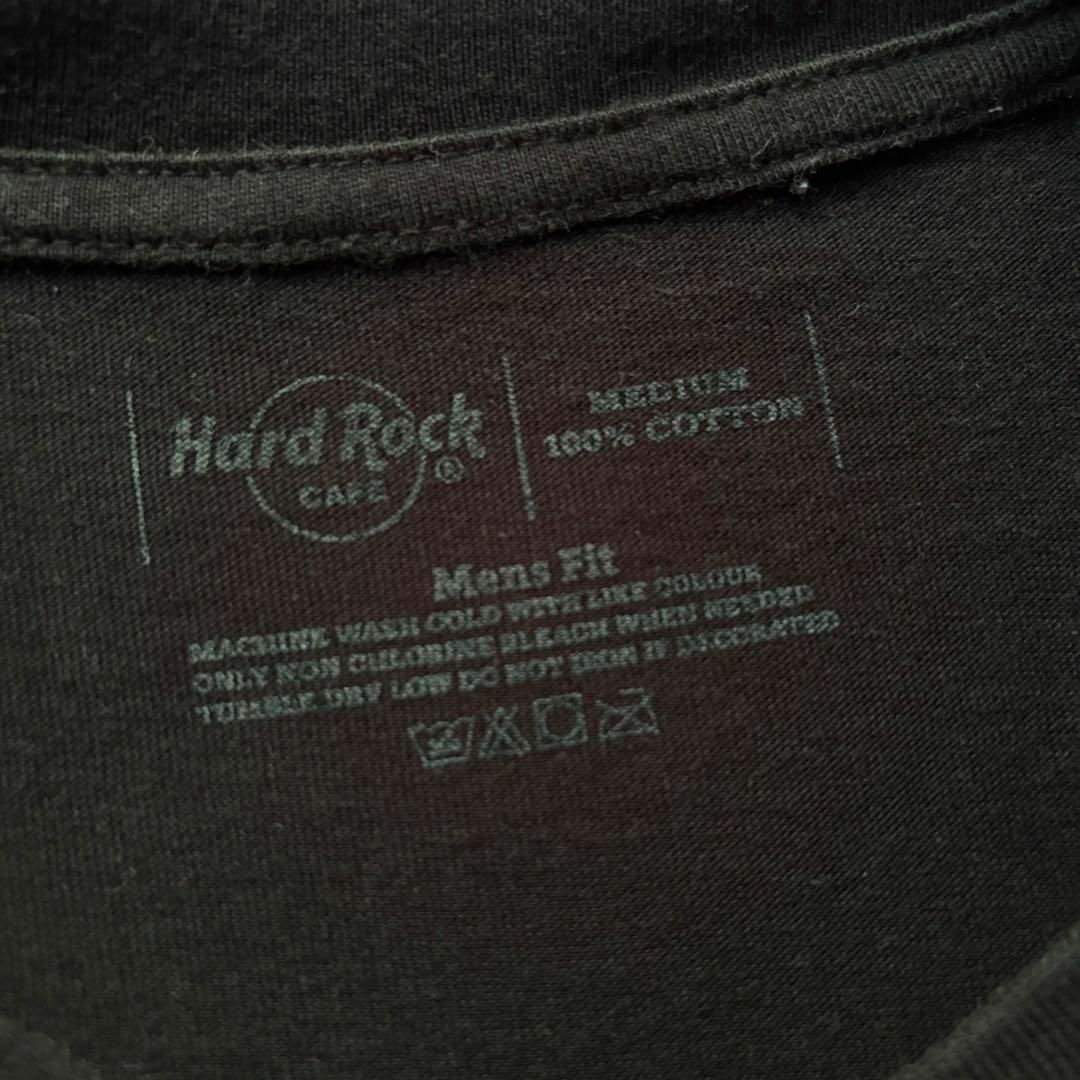 Hard Rock
CAFE
®
MEDIUM
100% COTTON
Mens Fit
MACHINE WASH COLD WITH LIKE COLOUR
ONLY NON CHLORINE BLEACH WHEN NEEDED
TUMBLE DRY LOW DO NOT IRON IF DECORATED